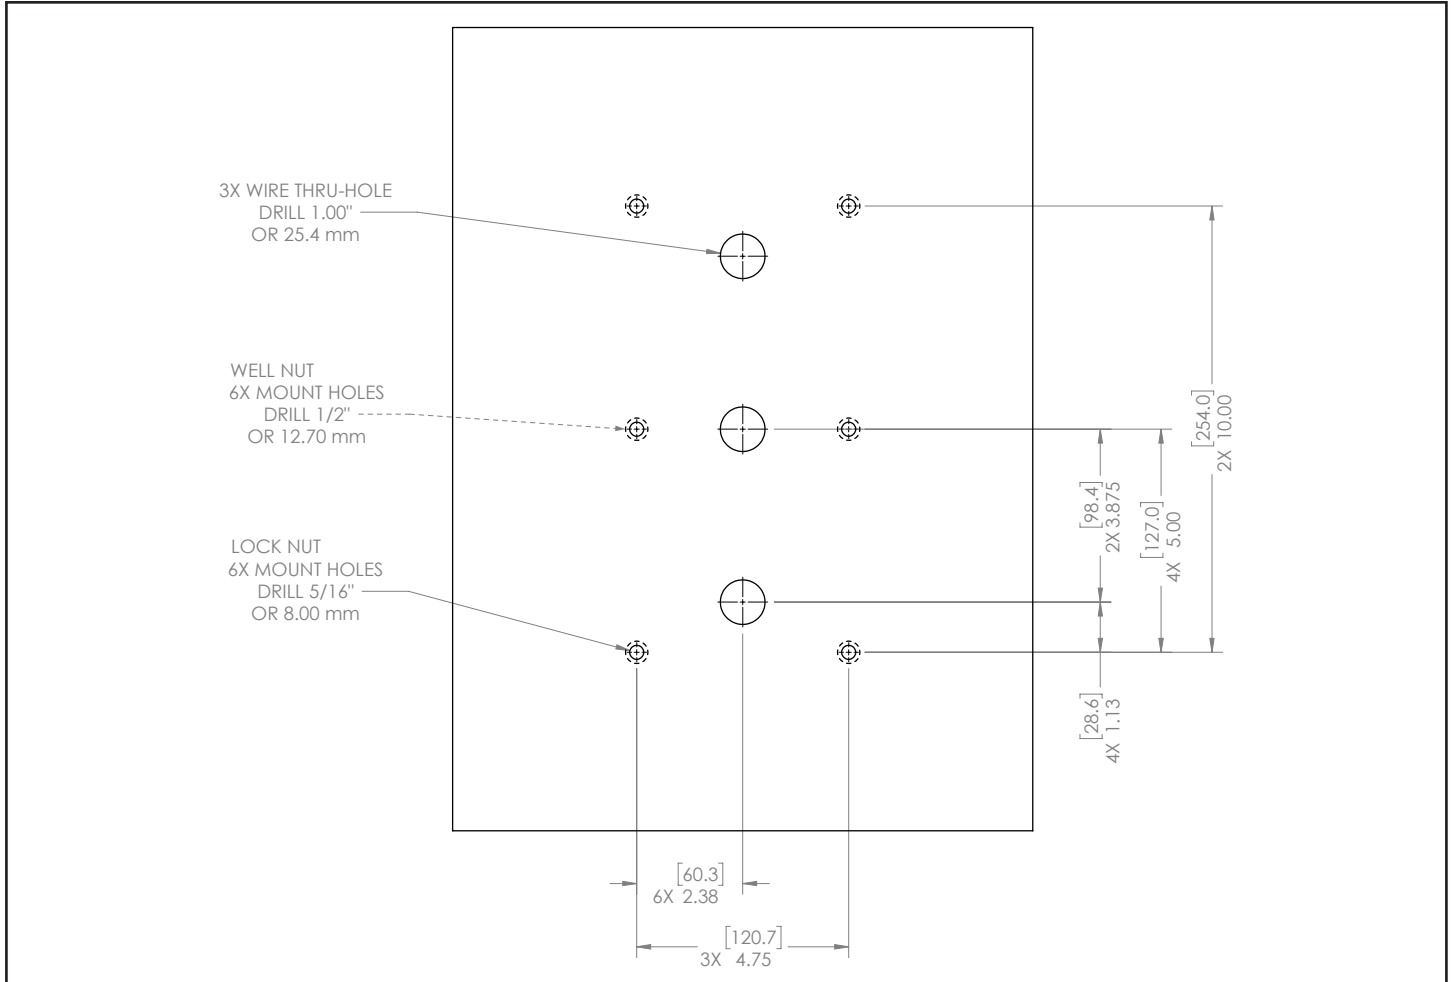 3X WIRE THRU-HOLE
DRILL 1.00"
OR 25.4 mm
WELL NUT
6X MOUNT HOLES
DRILL 1/2"
OR 12.70 mm
LOCK NUT
6X MOUNT HOLES
DRILL 5/16"
OR 8.00 mm
[254.0]
2X 10.00
[98.4]
2X 3.875
[127.0]
4X 5.00
[28.6]
4X 1.13
[60.3]
6X 2.38
[120.7]
3X 4.75